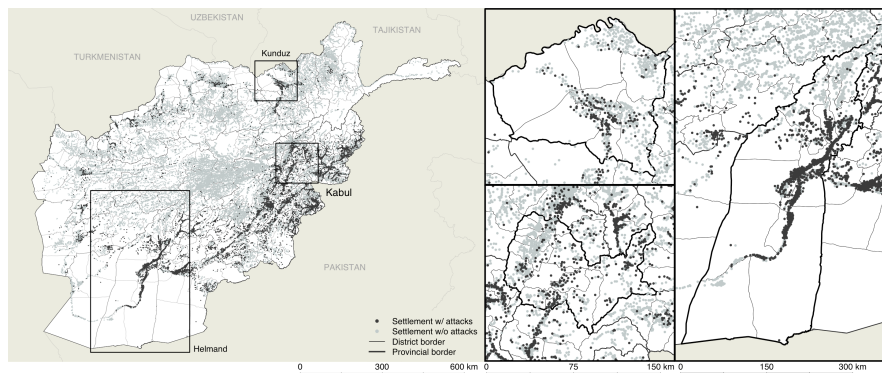 UZBEKISTAN
TAJIKISTAN
TURKMENISTAN
Kunduz
Kabul
PAKISTAN
Settlement w/ attacks
Settlement w/o attacks
District border
Provincial border
Helmand
0 300 600 km
0 75 150 km
0 150 300 km